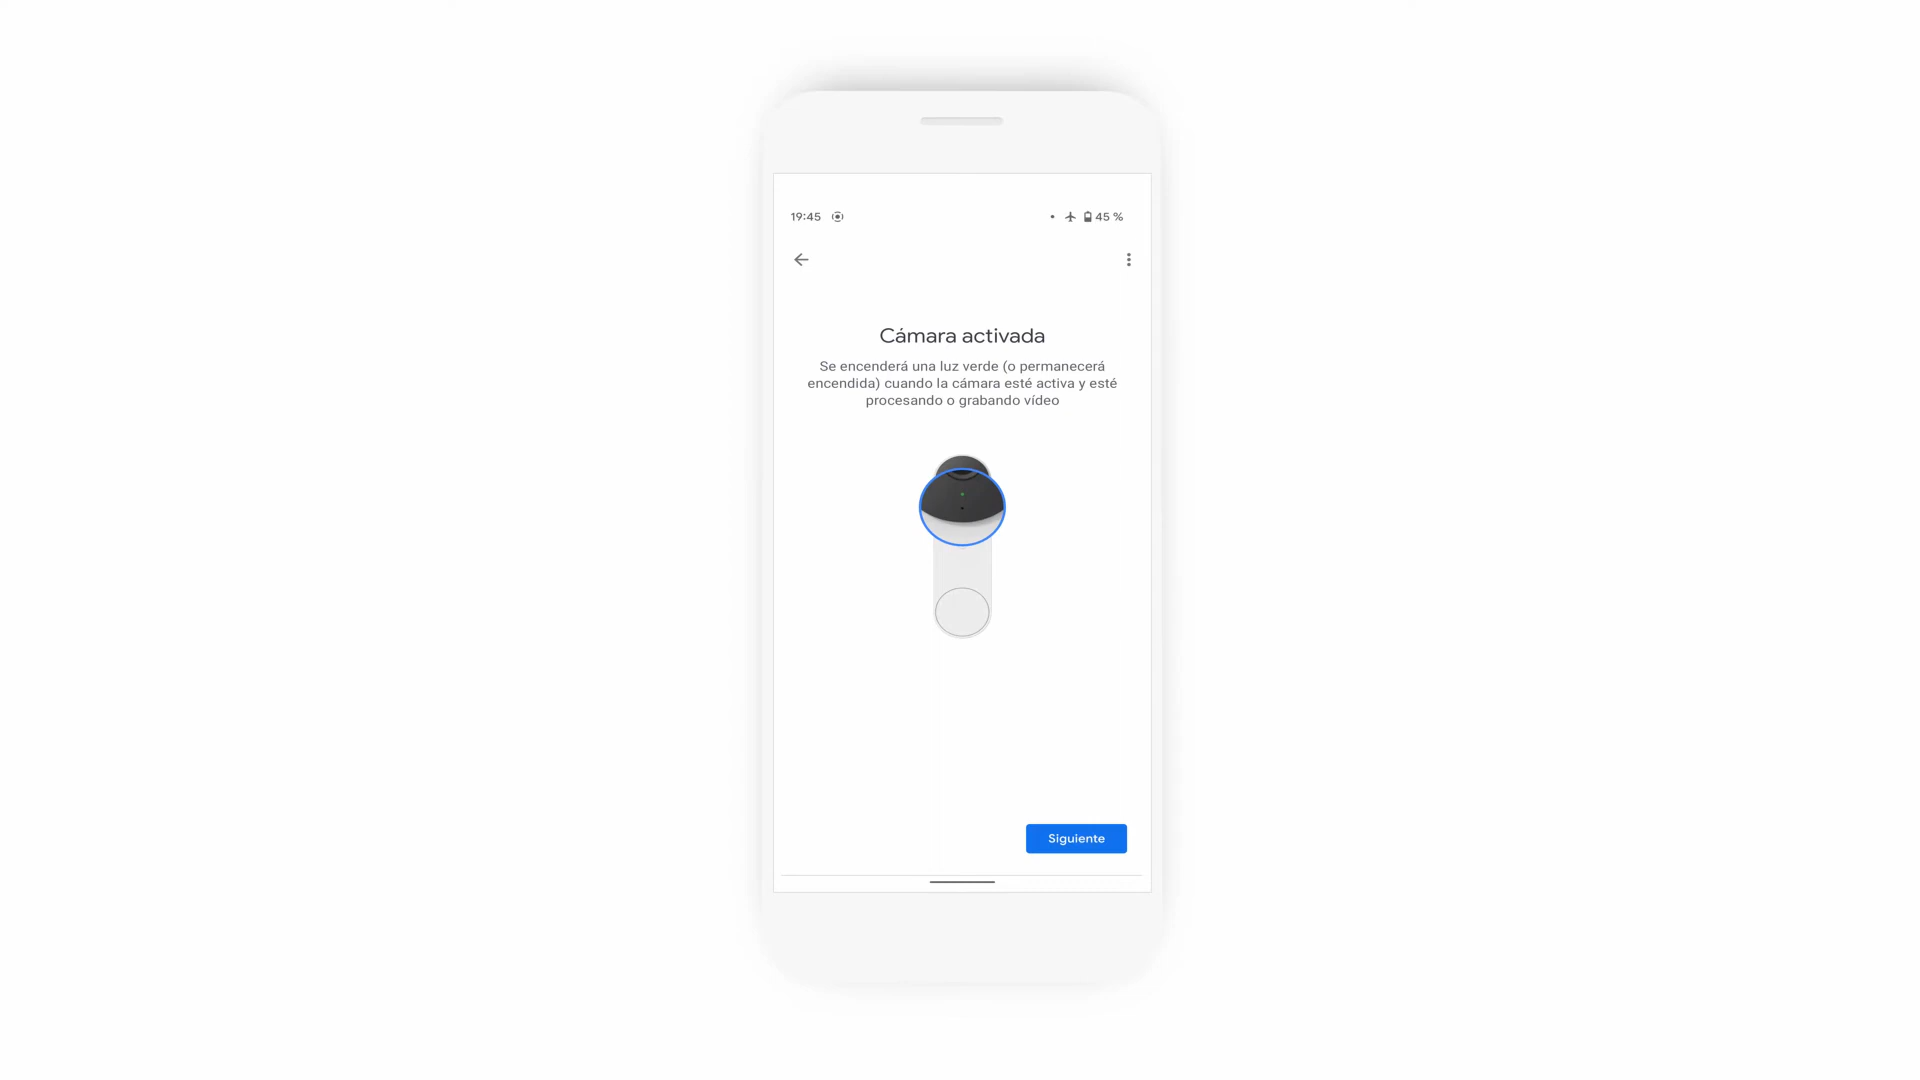 19:45 45 %
Cámara activada
Se encenderá una luz verde (o permanecerá
encendida) cuando la cámara esté activa y esté
procesando o grabando vídeo
Siguiente